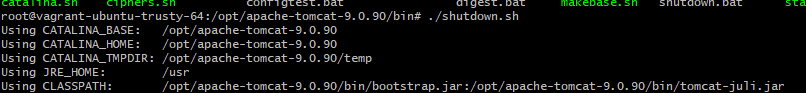 catalina.sh ciphers.sh configtest.bat digest.bat makebase.sh shutdown.bat sta
root@vagrant-ubuntu-trusty-64:/opt/apache-tomcat-9.0.90/bin# ./shutdown.sh
Using CATALINA_BASE: /opt/apache-tomcat-9.0.90
Using CATALINA_HOME: /opt/apache-tomcat-9.0.90
Using CATALINA_TMPDIR: /opt/apache-tomcat-9.0.90/temp
Using JRE_HOME: /usr
Using CLASSPATH: /opt/apache-tomcat-9.0.90/bin/bootstrap.jar:/opt/apache-tomcat-9.0.90/bin/tomcat-juli.jar